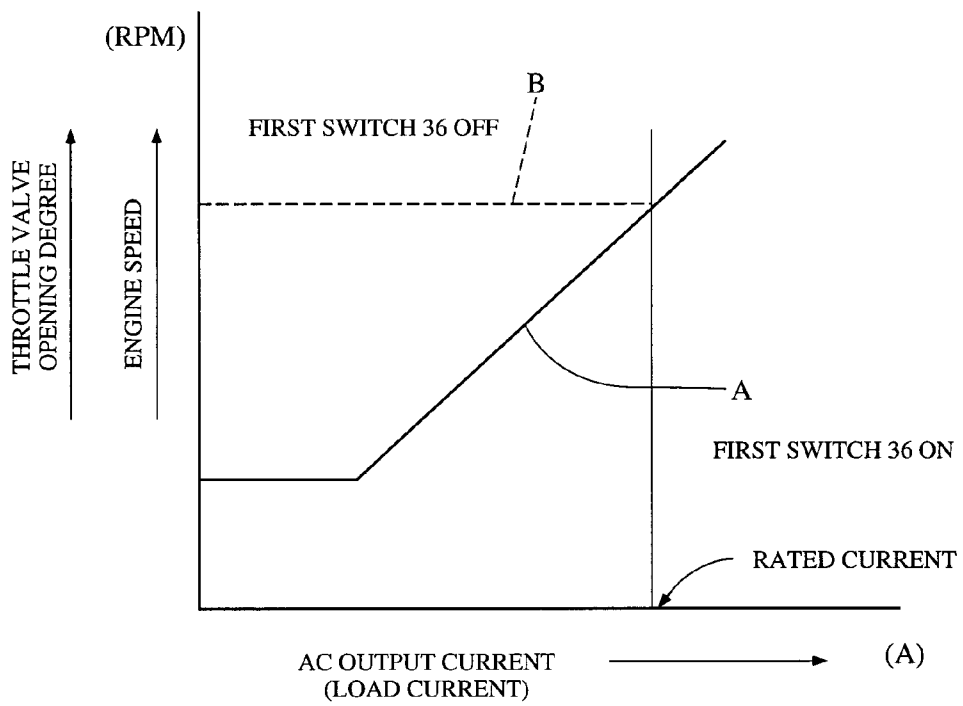 (RPM)
B
FIRST SWITCH 36 OFF
THROTTLE VALVE
OPENING DEGREE
ENGINE SPEED
A
FIRST SWITCH 36 ON
RATED CURRENT
AC OUTPUT CURRENT
(LOAD CURRENT)
(A)